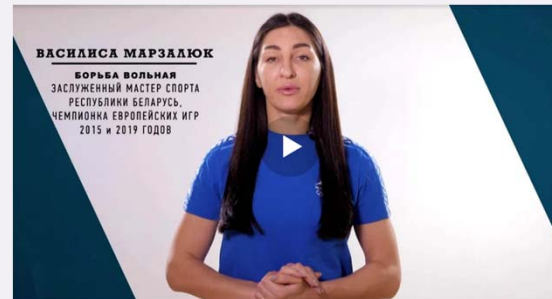 ВАСИЛИСА МАРЗАЛЮК
БОРЬБА ВОЛЬНАЯ
ЗАСЛУЖЕННЫЙ МАСТЕР СПОРТА
РЕСПУБЛИКИ БЕЛАРУСЬ,
ЧЕМПИОНКА ЕВРОПЕЙСКИХ ИГР
2015 и 2019 ГОДОВ